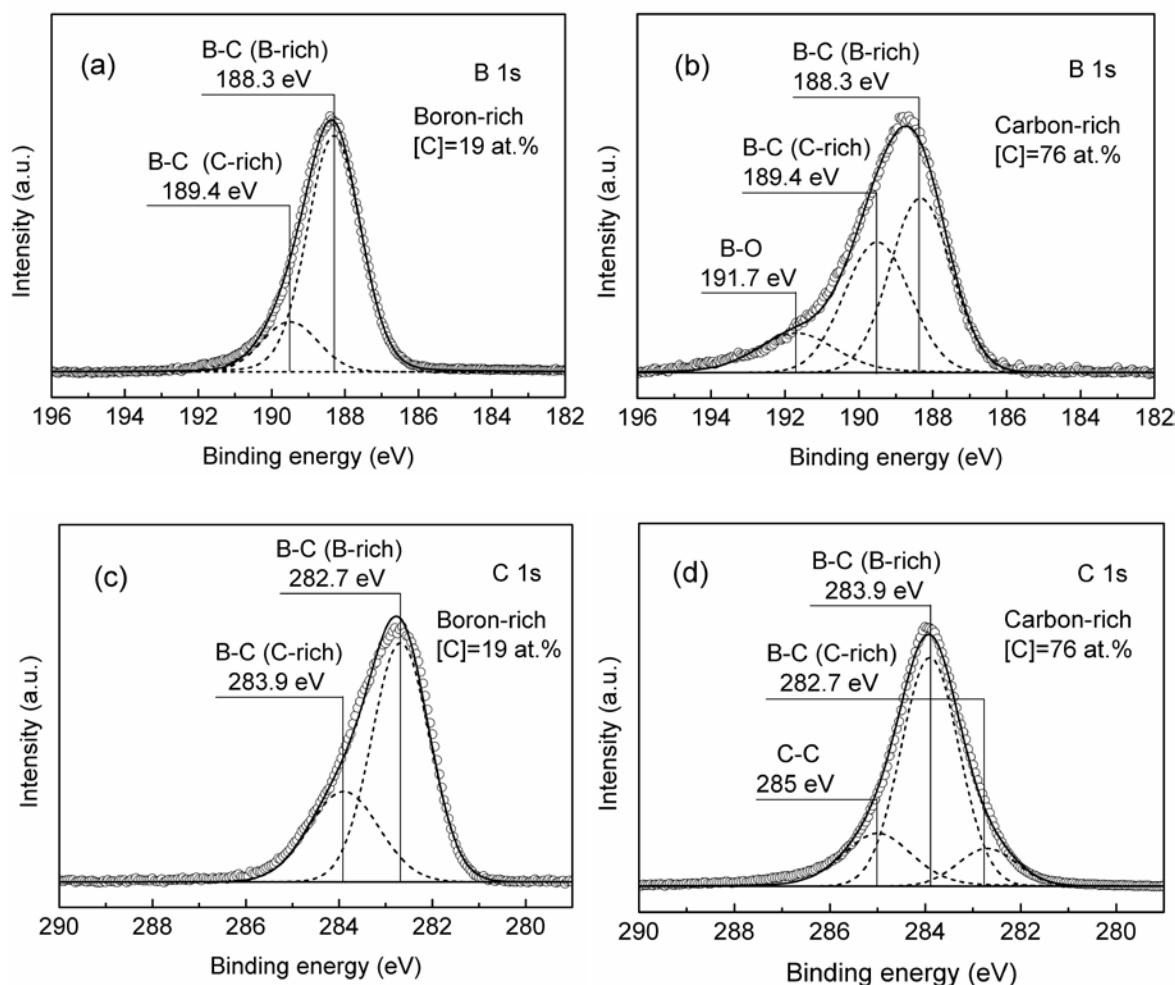 (a)
B-C (B-rich)
188.3 eV
B 1s
Boron-rich
[C]=19 at.%
B-C (C-rich)
189.4 eV
Intensity (a.u.)
196 194 192 190 188 186 184 182
Binding energy (eV)
(b)
B-C (B-rich)
188.3 eV
B 1s
Carbon-rich
[C]=76 at.%
B-C (C-rich)
189.4 eV
B-O
191.7 eV
Intensity (a.u.)
196 194 192 190 188 186 184 182
Binding energy (eV)
(c)
B-C (B-rich)
282.7 eV
C 1s
Boron-rich
[C]=19 at.%
B-C (C-rich)
283.9 eV
Intensity (a.u.)
290 288 286 284 282 280
Binding energy (eV)
(d)
B-C (B-rich)
283.9 eV
C 1s
Carbon-rich
[C]=76 at.%
B-C (C-rich)
282.7 eV
C-C
285 eV
Intensity (a.u.)
290 288 286 284 282 280
Binding energy (eV)